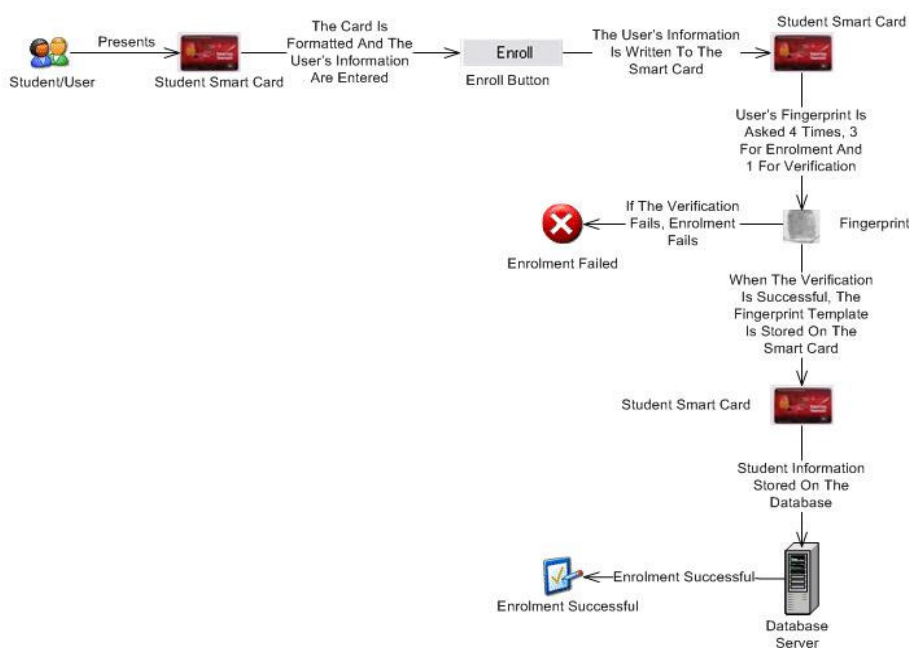 Student/User
Presents
Student Smart Card
The Card Is
Formatted And The
User's Information
Are Entered
Enroll
Enroll Button
The User's Information
Is Written To The
Smart Card
Student Smart Card
User's Fingerprint Is
Asked 4 Times, 3
For Enrolment And
1 For Verification
Fingerprint
If The Verification
Fails, Enrolment
Fails
Enrolment Failed
When The Verification
Is Successful, The
Fingerprint Template
Is Stored On The
Smart Card
Student Smart Card
Student Information
Stored On The
Database
Database
Server
Enrolment Successful
Enrolment Successful